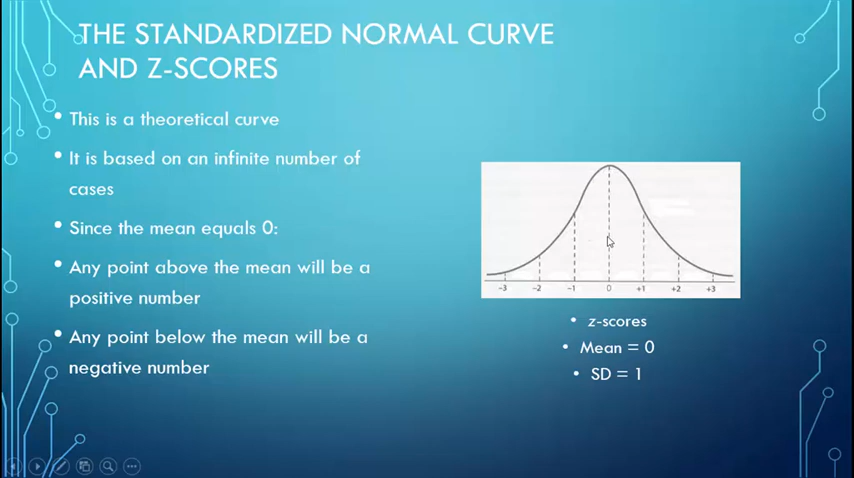 THE STANDARDIZED NORMAL CURVE
AND Z-SCORES
• This is a theoretical curve
• It is based on an infinite number of
cases
• Since the mean equals 0:
• Any point above the mean will be a
positive number
• Any point below the mean will be a
negative number
-3 -2 -1 0 +1 +2 +3
• z-scores
• Mean = 0
• SD = 1